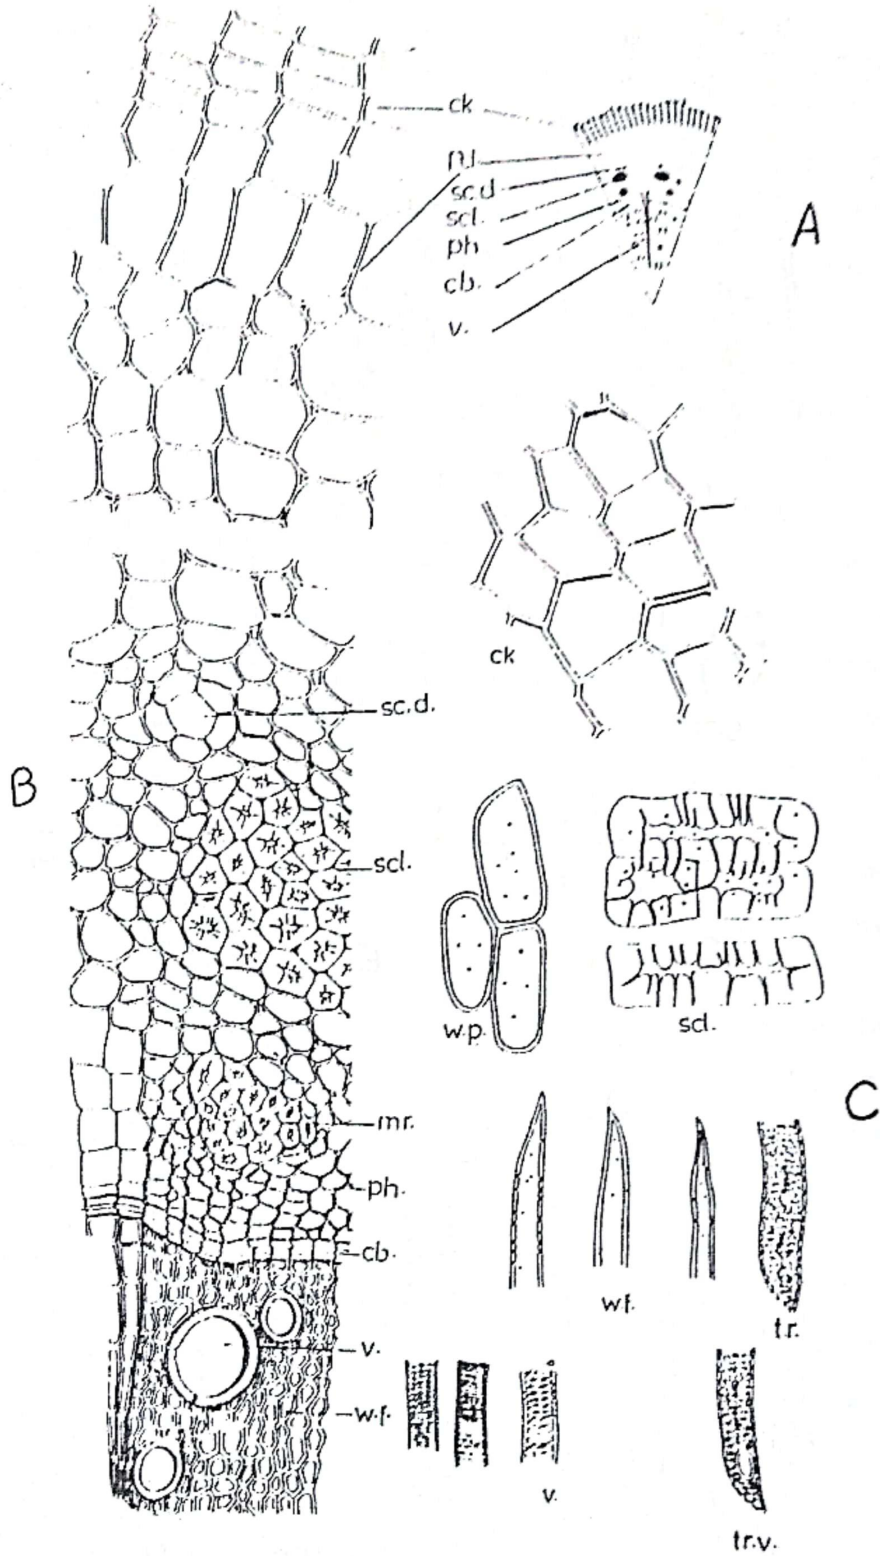 ck
sc.d.
scl.
ph
cb.
v.
A
ck
sc.d.
B
scl.
w.p.
scl.
mr.
C
ph.
cb.
w.f.
tr.
v.
w.f.
v.
tr.v.